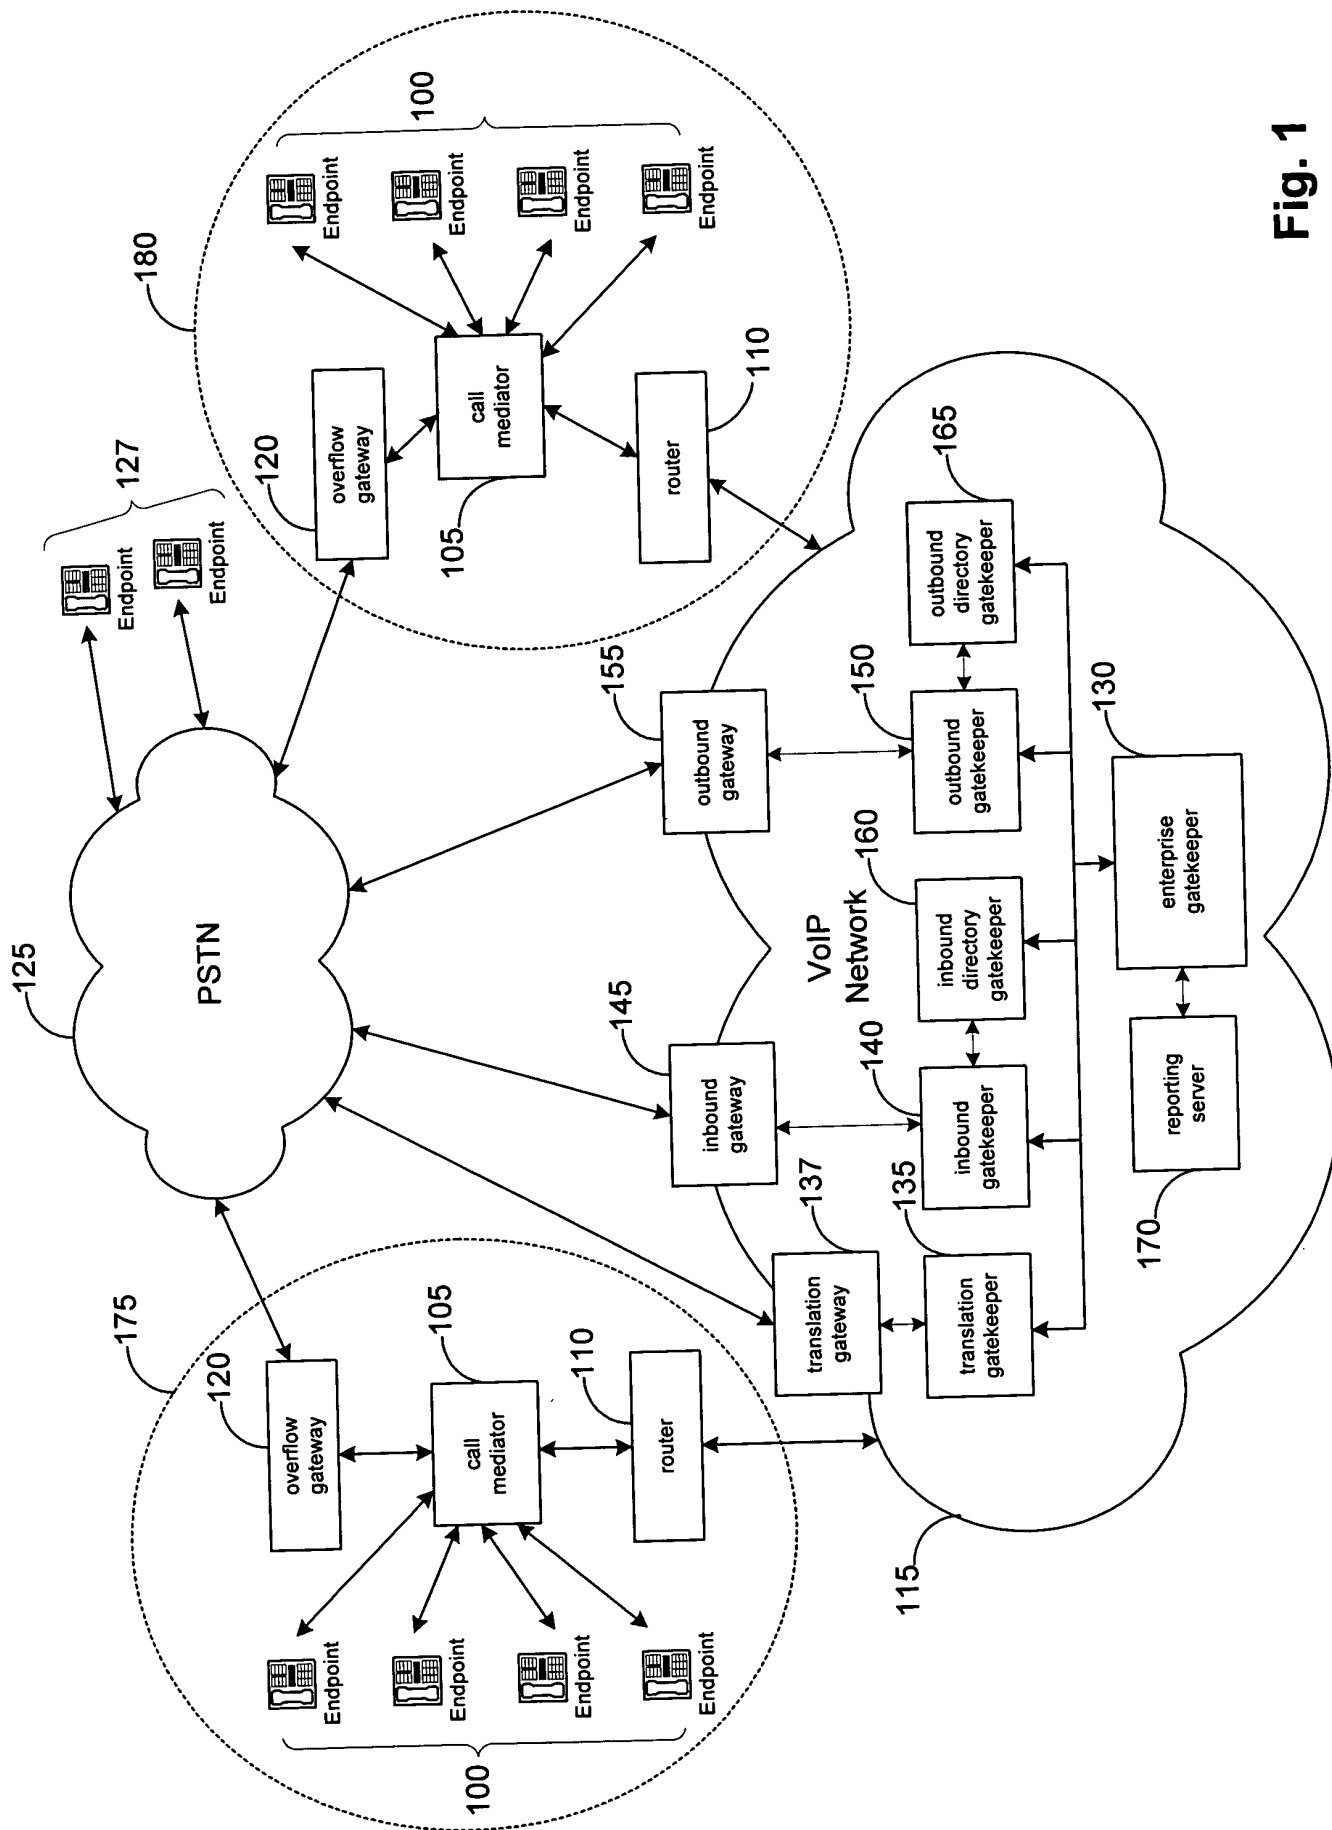 175
120
overflow
gateway
105
call
mediator
110
router
Endpoint
Endpoint
Endpoint
Endpoint
100
125
PSTN
127
Endpoint
Endpoint
180
120
overflow
gateway
105
call
mediator
110
router
100
Endpoint
Endpoint
Endpoint
Endpoint
115
137
translation
gateway
135
translation
gatekeeper
145
inbound
gateway
140
inbound
gatekeeper
VoIP
Network
160
inbound
directory
gatekeeper
155
outbound
gateway
150
outbound
gatekeeper
165
outbound
directory
gatekeeper
170
reporting
server
130
enterprise
gatekeeper
Fig. 1